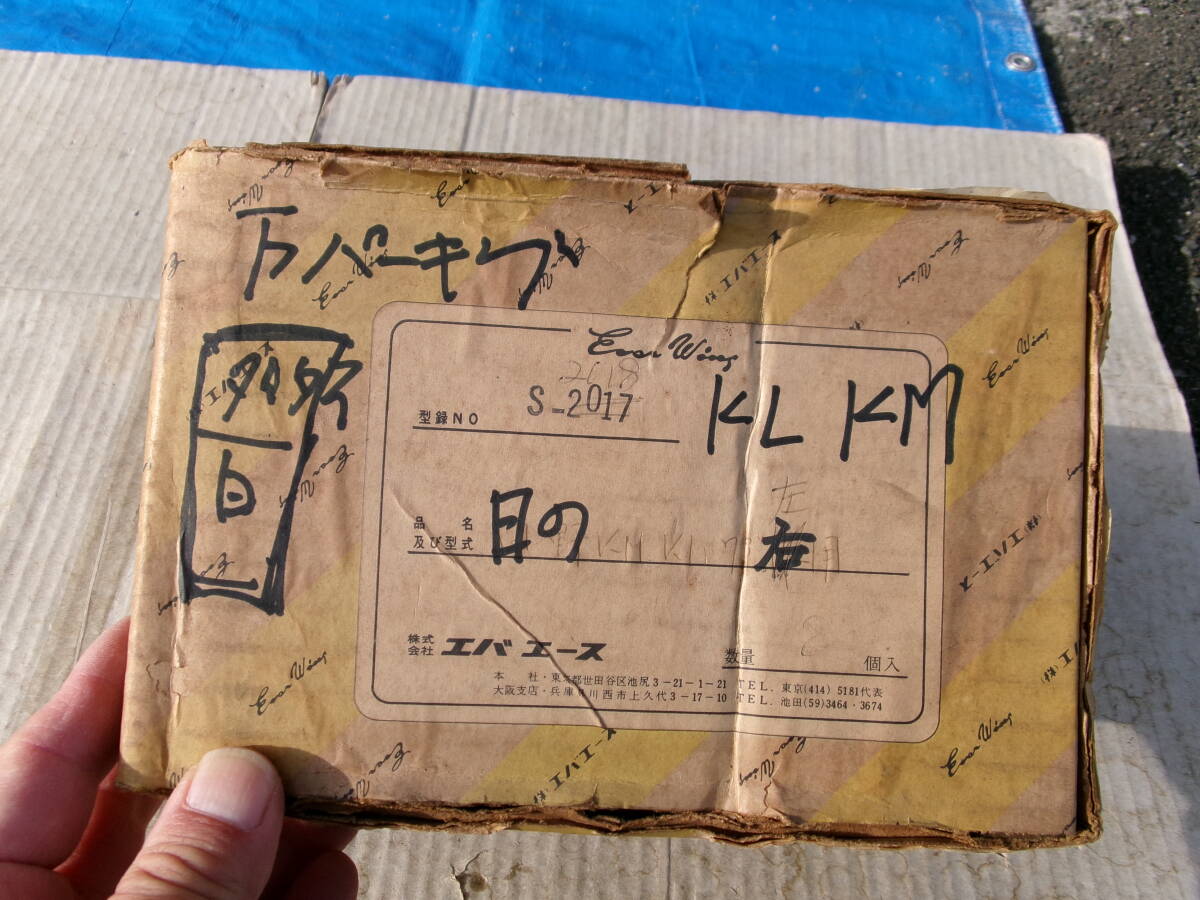 下パーキング
白
Ever Wing
2018
型録NO S-2017 KL KM
左
品名
及び型式 日の KM KL 右
株式会社 エバエース
数量 2 個入
本社・東京都世田谷区池尻3-21-1-21 TEL. 東京(414)5181代表
大阪支店・兵庫県川西市上久代3-17-10 TEL. 池田(59)3464・3674